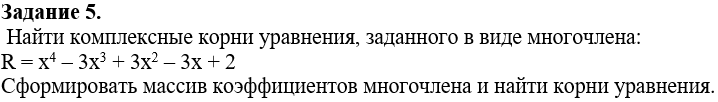 Задание 5.
Найти комплексные корни уравнения, заданного в виде многочлена:
R = x⁴ – 3x³ + 3x² – 3x + 2
Сформировать массив коэффициентов многочлена и найти корни уравнения.